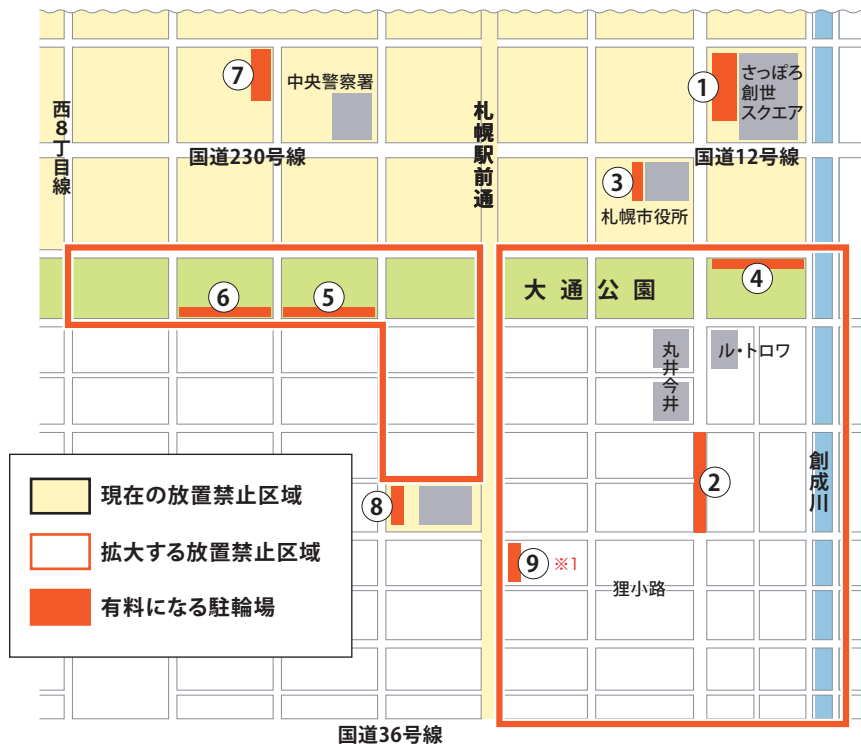 ⑦
中央警察署
①
さっぽろ
創世
スクエア
西8丁目線
国道230号線
札幌駅前通
国道12号線
③
札幌市役所
⑥
⑤
大通公園
④
丸井今井
ル・トロワ
②
創成川
⑧
⑨ ※1
狸小路
現在の放置禁止区域
拡大する放置禁止区域
有料になる駐輪場
国道36号線